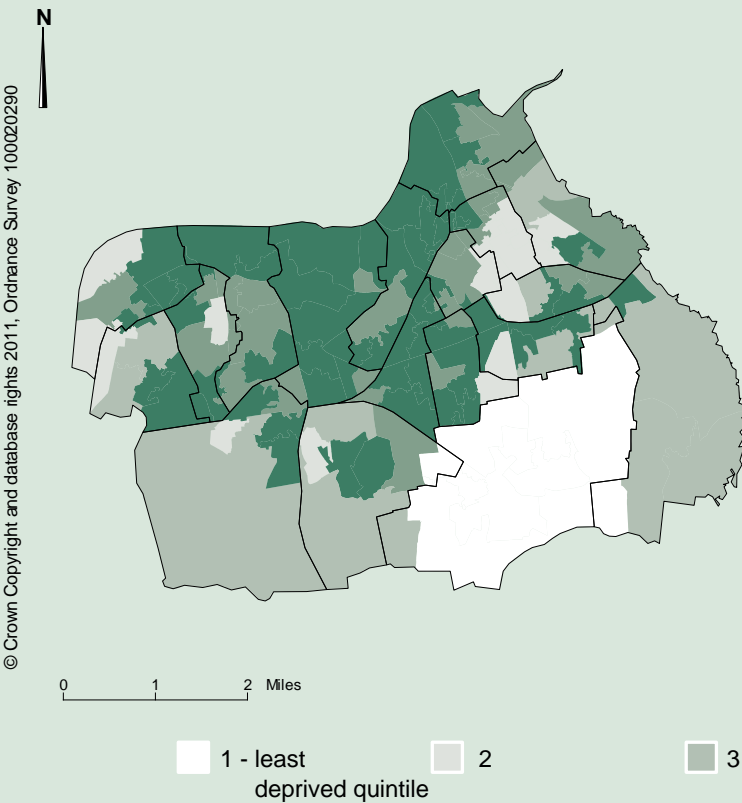 N
© Crown Copyright and database rights 2011, Ordnance Survey 100020290
0 1 2 Miles
1 - least
deprived quintile
2
3